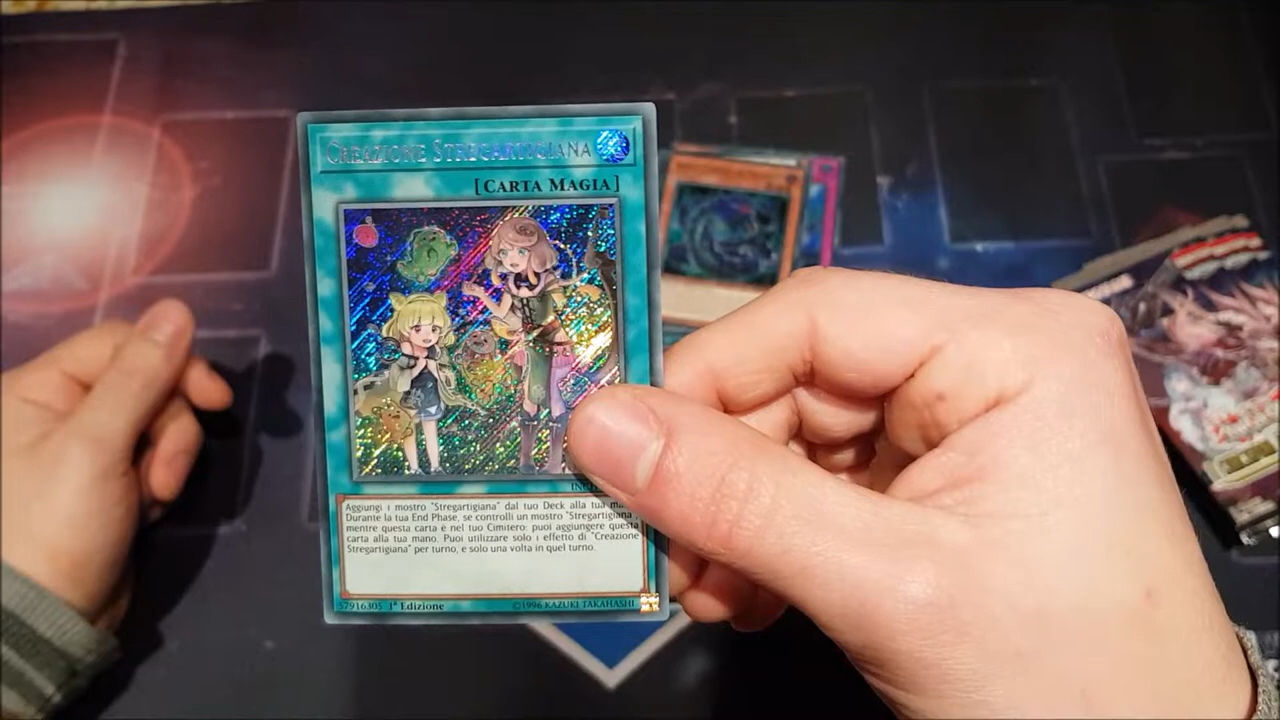 Creazione Stregartigiana
[Carta Magia]
Aggiungi 1 mostro "Stregartigiana" dal tuo Deck alla tua
Durante la tua End Phase, se controlli un mostro "Stregartigiana",
mentre questa carta è nel tuo Cimitero: puoi aggiungere questa
carta alla tua mano. Puoi utilizzare solo 1 effetto di "Creazione
Stregartigiana" per turno, e solo una volta in quel turno.
57916305 1ª Edizione ©1996 KAZUKI TAKAHASHI